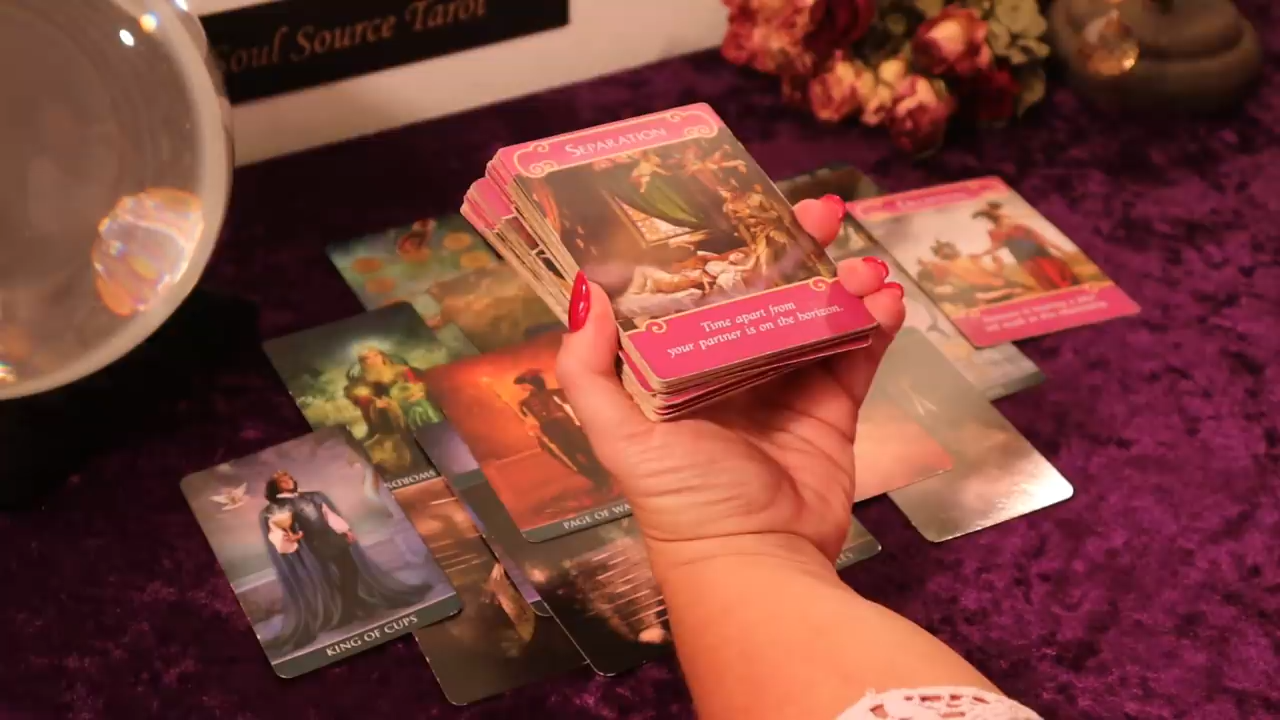 Soul Source Tarot
SEPARATION
Time apart from
your partner is on the horizon.
SWORDS
PAGE OF WA
KING OF CUPS